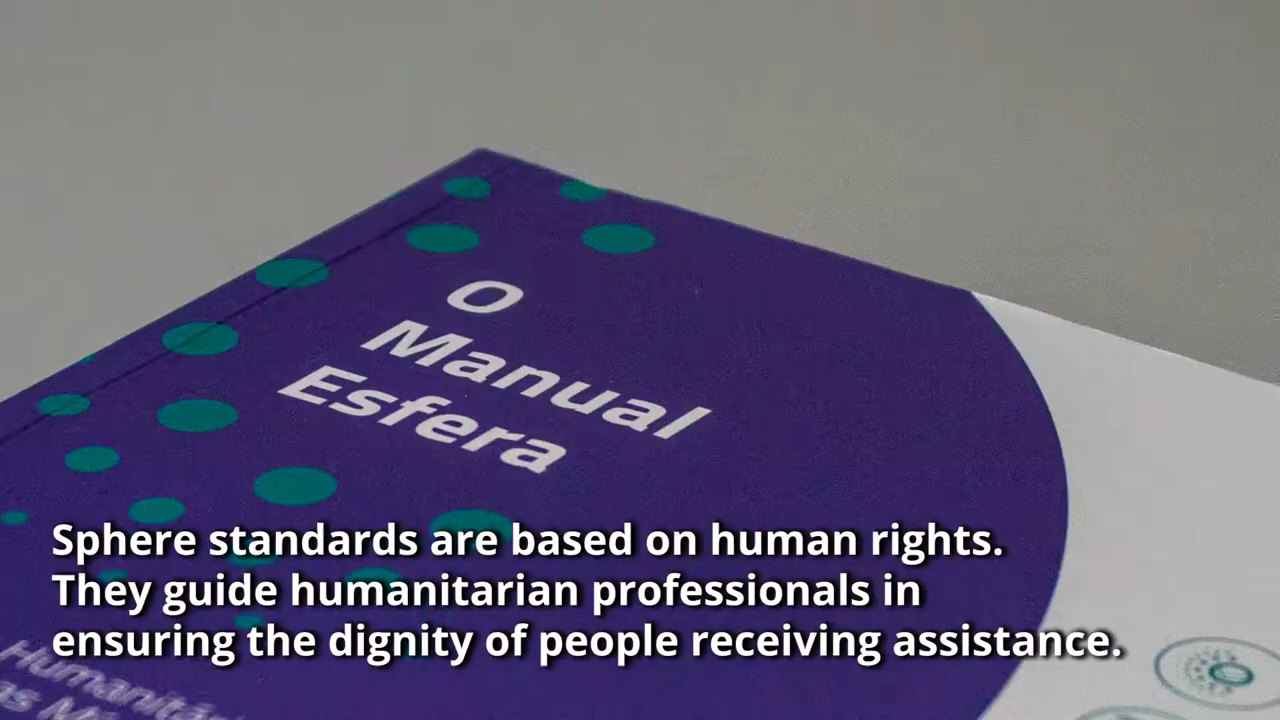 O
Manual
Esfera
Sphere standards are based on human rights.
They guide humanitarian professionals in
ensuring the dignity of people receiving assistance.